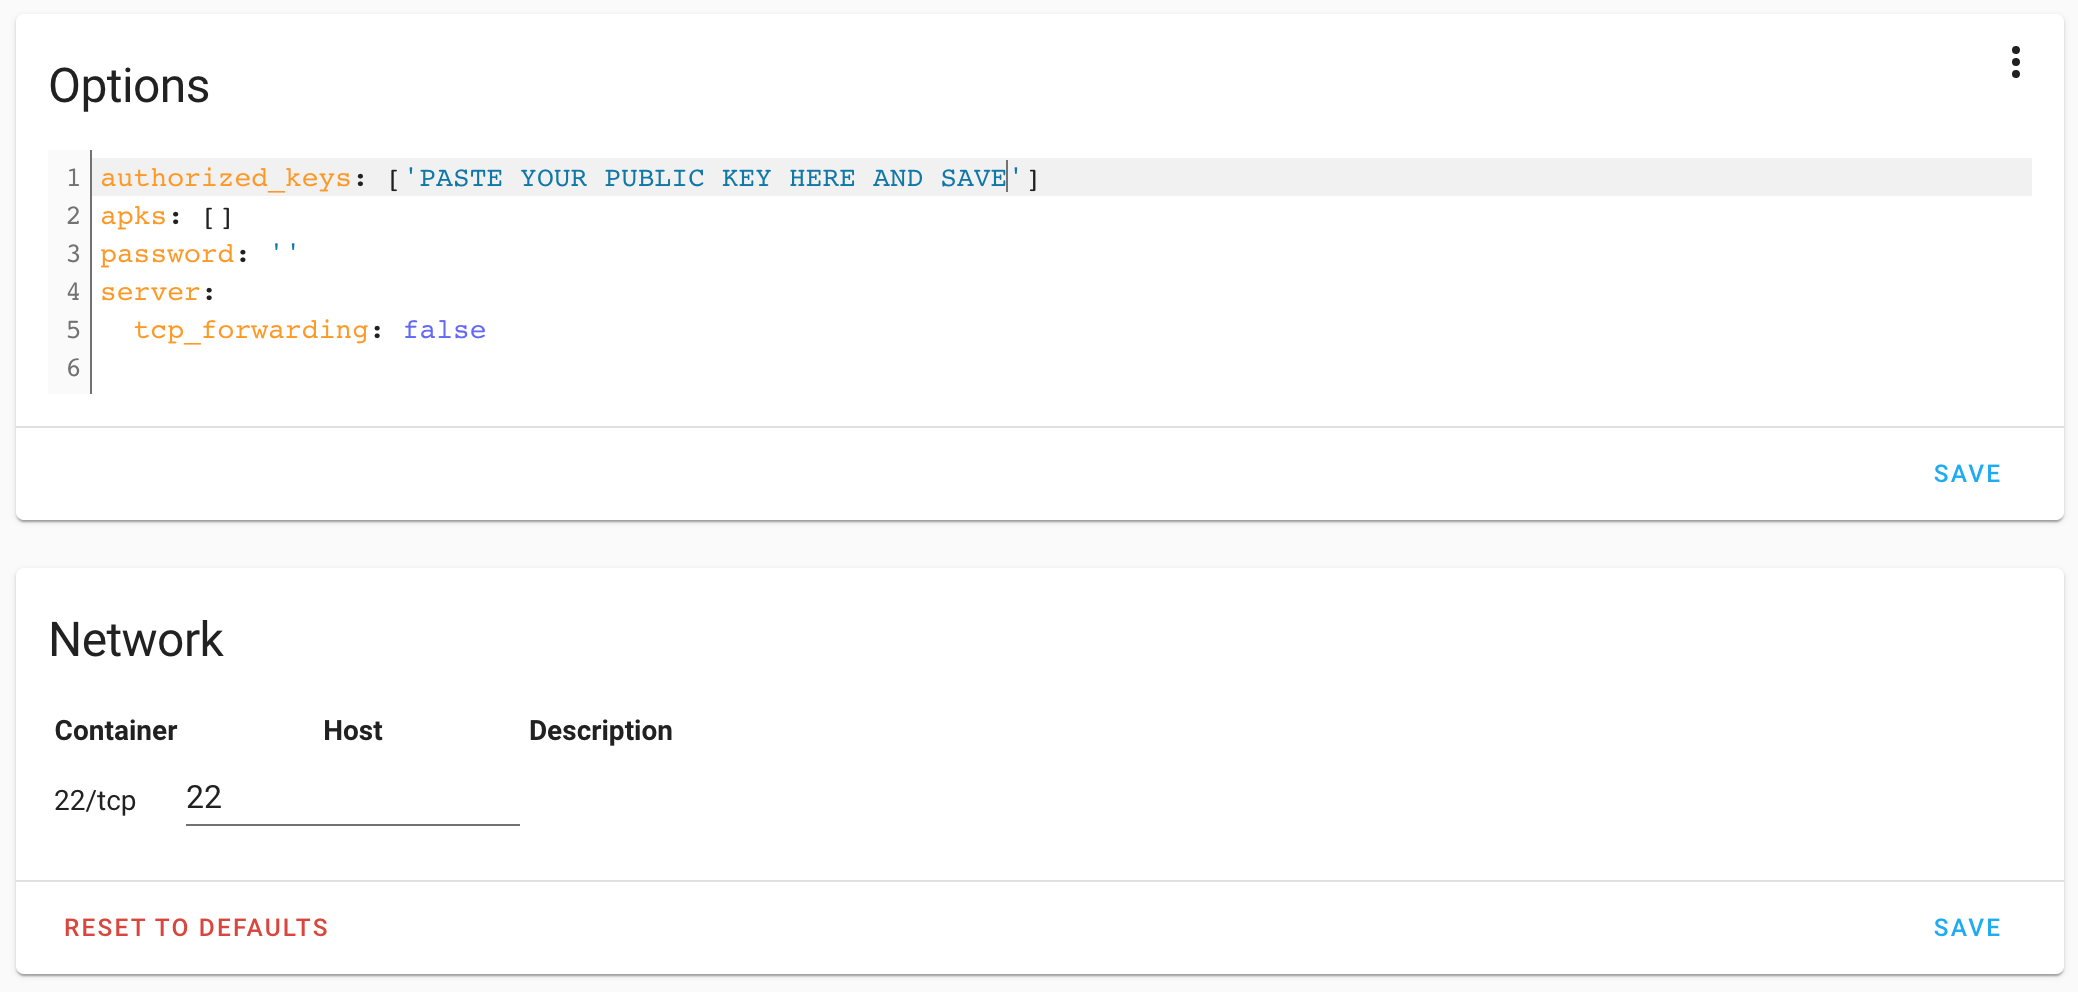 Options
1 authorized_keys: ['PASTE YOUR PUBLIC KEY HERE AND SAVE']
2 apks: []
3 password: ''
4 server:
5   tcp_forwarding: false
6
SAVE
Network
Container Host Description
22/tcp 22
RESET TO DEFAULTS SAVE